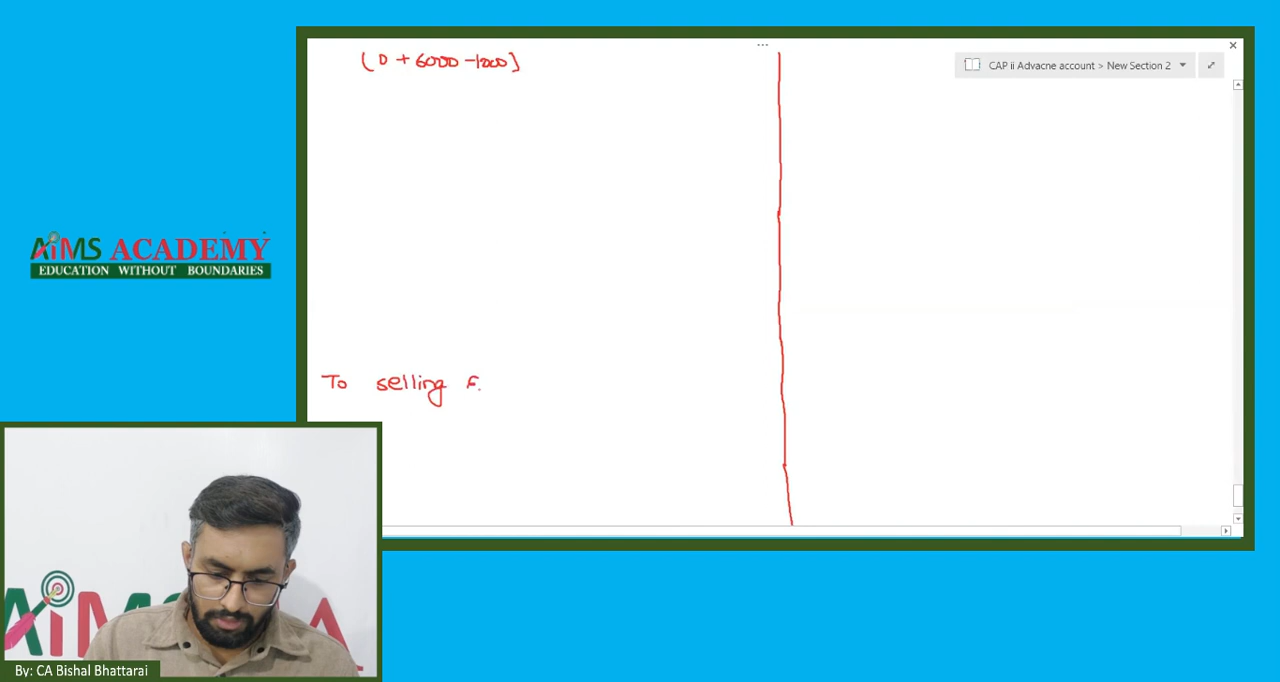 (0 + 6000 - 1000)
CAP ii Advacne account > New Section 2
AiMS ACADEMY
EDUCATION WITHOUT BOUNDARIES
To selling
By: CA Bishal Bhattarai